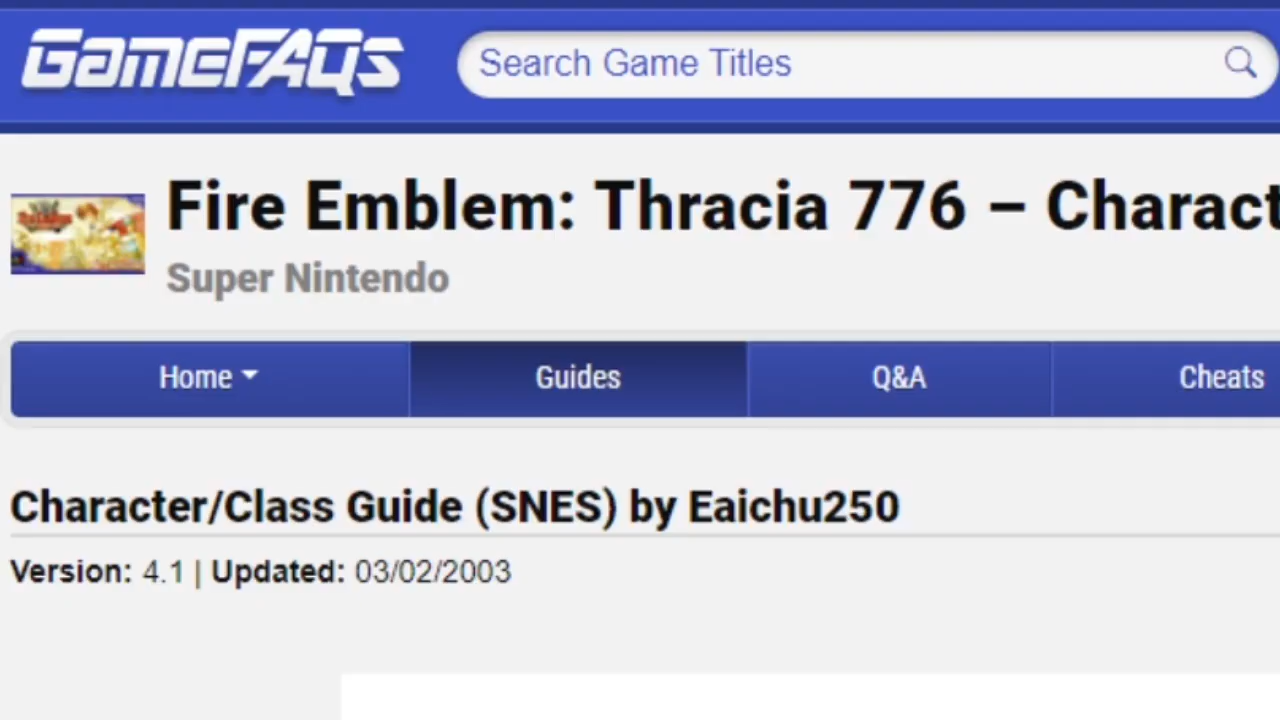 GameFAQs
Search Game Titles
Fire Emblem: Thracia 776 – Charact
Super Nintendo
Home
Guides
Q&A
Cheats
Character/Class Guide (SNES) by Eaichu250
Version: 4.1 | Updated: 03/02/2003